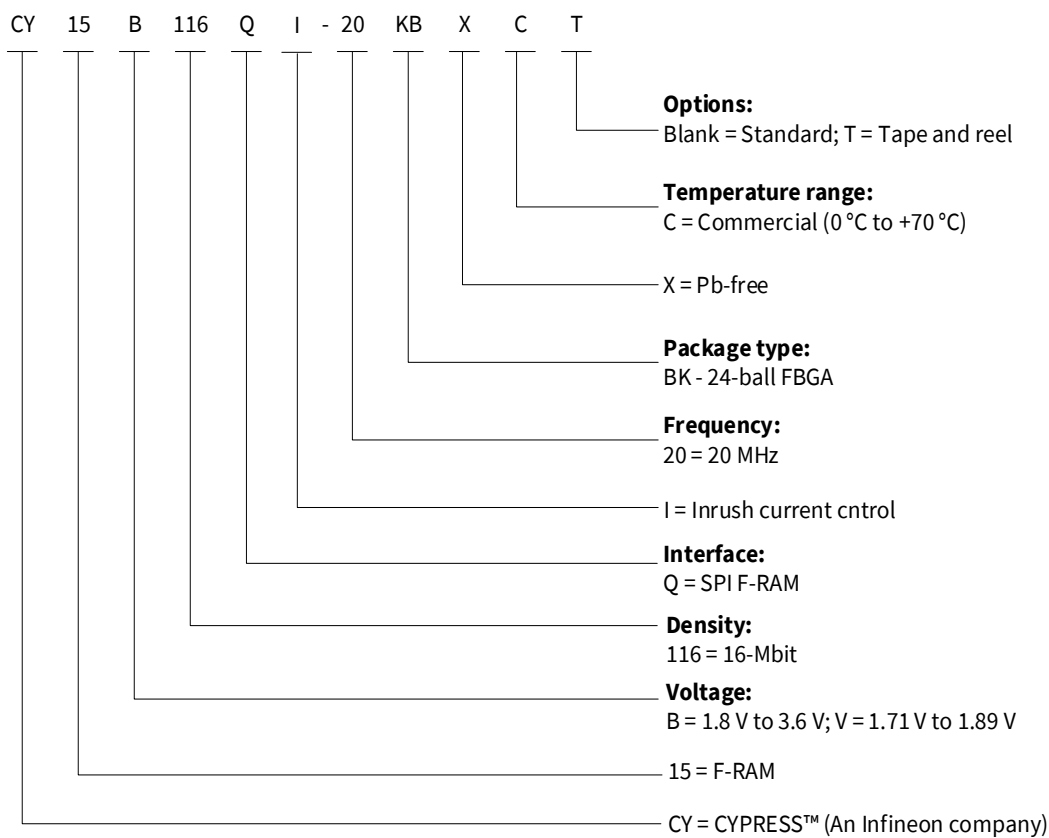 CY 15 B 116 Q I - 20 KB X C T
Options:
Blank = Standard; T = Tape and reel
Temperature range:
C = Commercial (0 °C to +70 °C)
X = Pb-free
Package type:
BK - 24-ball FBGA
Frequency:
20 = 20 MHz
I = Inrush current cntrol
Interface:
Q = SPI F-RAM
Density:
116 = 16-Mbit
Voltage:
B = 1.8 V to 3.6 V; V = 1.71 V to 1.89 V
15 = F-RAM
CY = CYPRESS™ (An Infineon company)